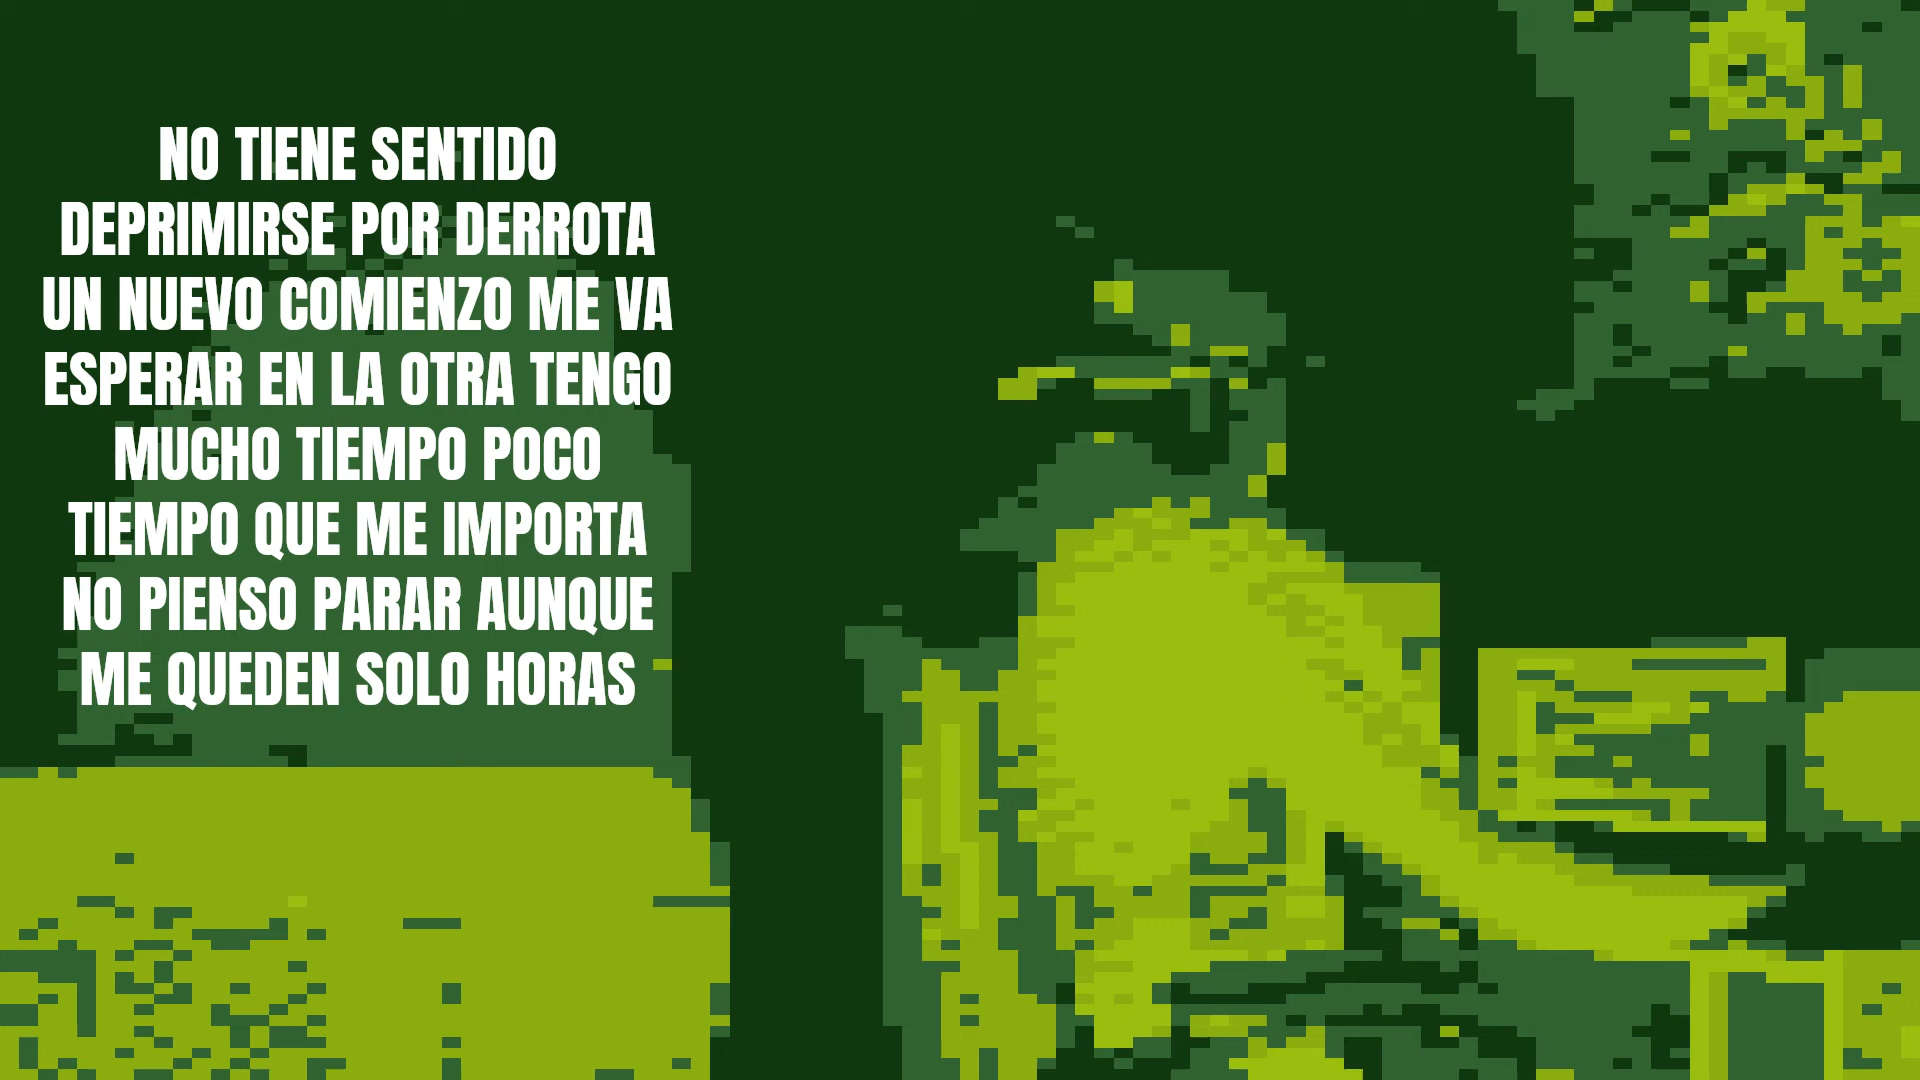 NO TIENE SENTIDO
DEPRIMIRSE POR DERROTA
UN NUEVO COMIENZO ME VA
ESPERAR EN LA OTRA TENGO
MUCHO TIEMPO POCO
TIEMPO QUE ME IMPORTA
NO PIENSO PARAR AUNQUE
ME QUEDEN SOLO HORAS